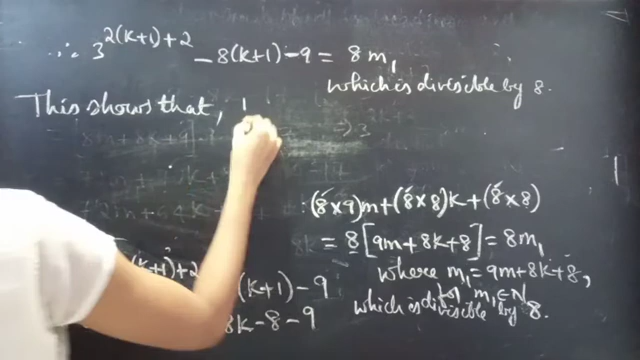 ∴ 3^{2(k+1)+2} - 8(k+1) - 9 = 8m₁
which is divisible by 8.
This shows that,
(8×9)m + (8×8)k + (8×8)
= 8[9m + 8k + 8] = 8m₁
where m₁ = 9m + 8k + 8,
m₁ ∈ N
which is divisible by 8.
(k+1)+2
(k+1) - 9
8k - 8 - 9